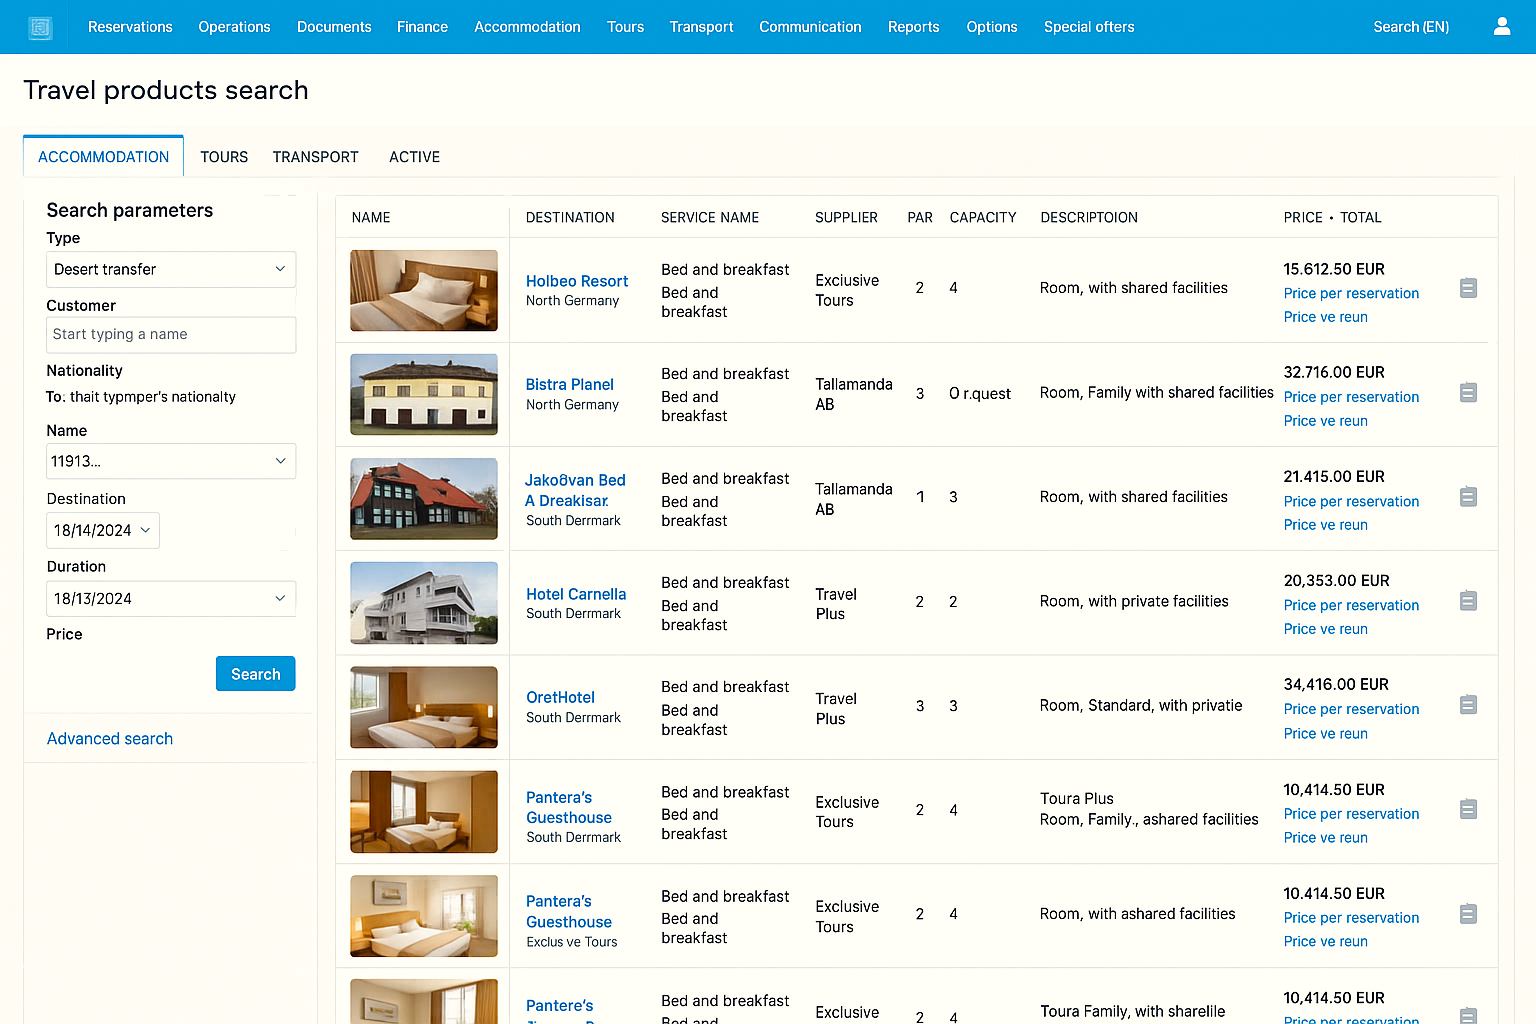 Reservations Operations Documents Finance Accommodation Tours Transport Communication Reports Options Special offers Search (EN)
Travel products search
ACCOMMODATION TOURS TRANSPORT ACTIVE
Search parameters
Type
Desert transfer
Customer
Start typing a name
Nationality
To. thait typmper's nationalty
Name
11913...
Destination
18/14/2024
Duration
18/13/2024
Price
Search
Advanced search
NAME DESTINATION SERVICE NAME SUPPLIER PAR CAPACITY DESCRIPTOION PRICE • TOTAL
Holbeo Resort
North Germany
Bed and breakfast
Bed and
breakfast
Exciusive
Tours
2
4
Room, with shared facilities
15.612.50 EUR
Price per reservation
Price ve reun
Bistra Planel
North Germany
Bed and breakfast
Bed and
breakfast
Tallamanda
AB
3
O r.quest
Room, Family with shared facilities
32.716.00 EUR
Price per reservation
Price ve reun
Jakoðvan Bed
A Dreakisar.
South Derrmark
Bed and breakfast
Bed and
breakfast
Tallamanda
AB
1
3
Room, with shared facilities
21.415.00 EUR
Price per reservation
Price ve reun
Hotel Carnella
South Derrmark
Bed and breakfast
Bed and
breakfast
Travel
Plus
2
2
Room, with private facilities
20,353.00 EUR
Price per reservation
Price ve reun
OretHotel
South Derrmark
Bed and breakfast
Bed and
breakfast
Travel
Plus
3
3
Room, Standard, with privatie
34,416.00 EUR
Price per reservation
Price ve reun
Pantera's
Guesthouse
South Derrmark
Bed and breakfast
Bed and
breakfast
Exclusive
Tours
2
4
Toura Plus
Room, Family., ashared facilities
10,414.50 EUR
Price per reservation
Price ve reun
Pantera's
Guesthouse
Exclus ve Tours
Bed and breakfast
Bed and
breakfast
Exclusive
Tours
2
4
Room, with ashared facilities
10.414.50 EUR
Price per reservation
Price ve reun
Pantere's
Bed and breakfast
Bed and
Exclusive
2
4
Toura Family, with sharelile
10,414.50 EUR
Price per reservation